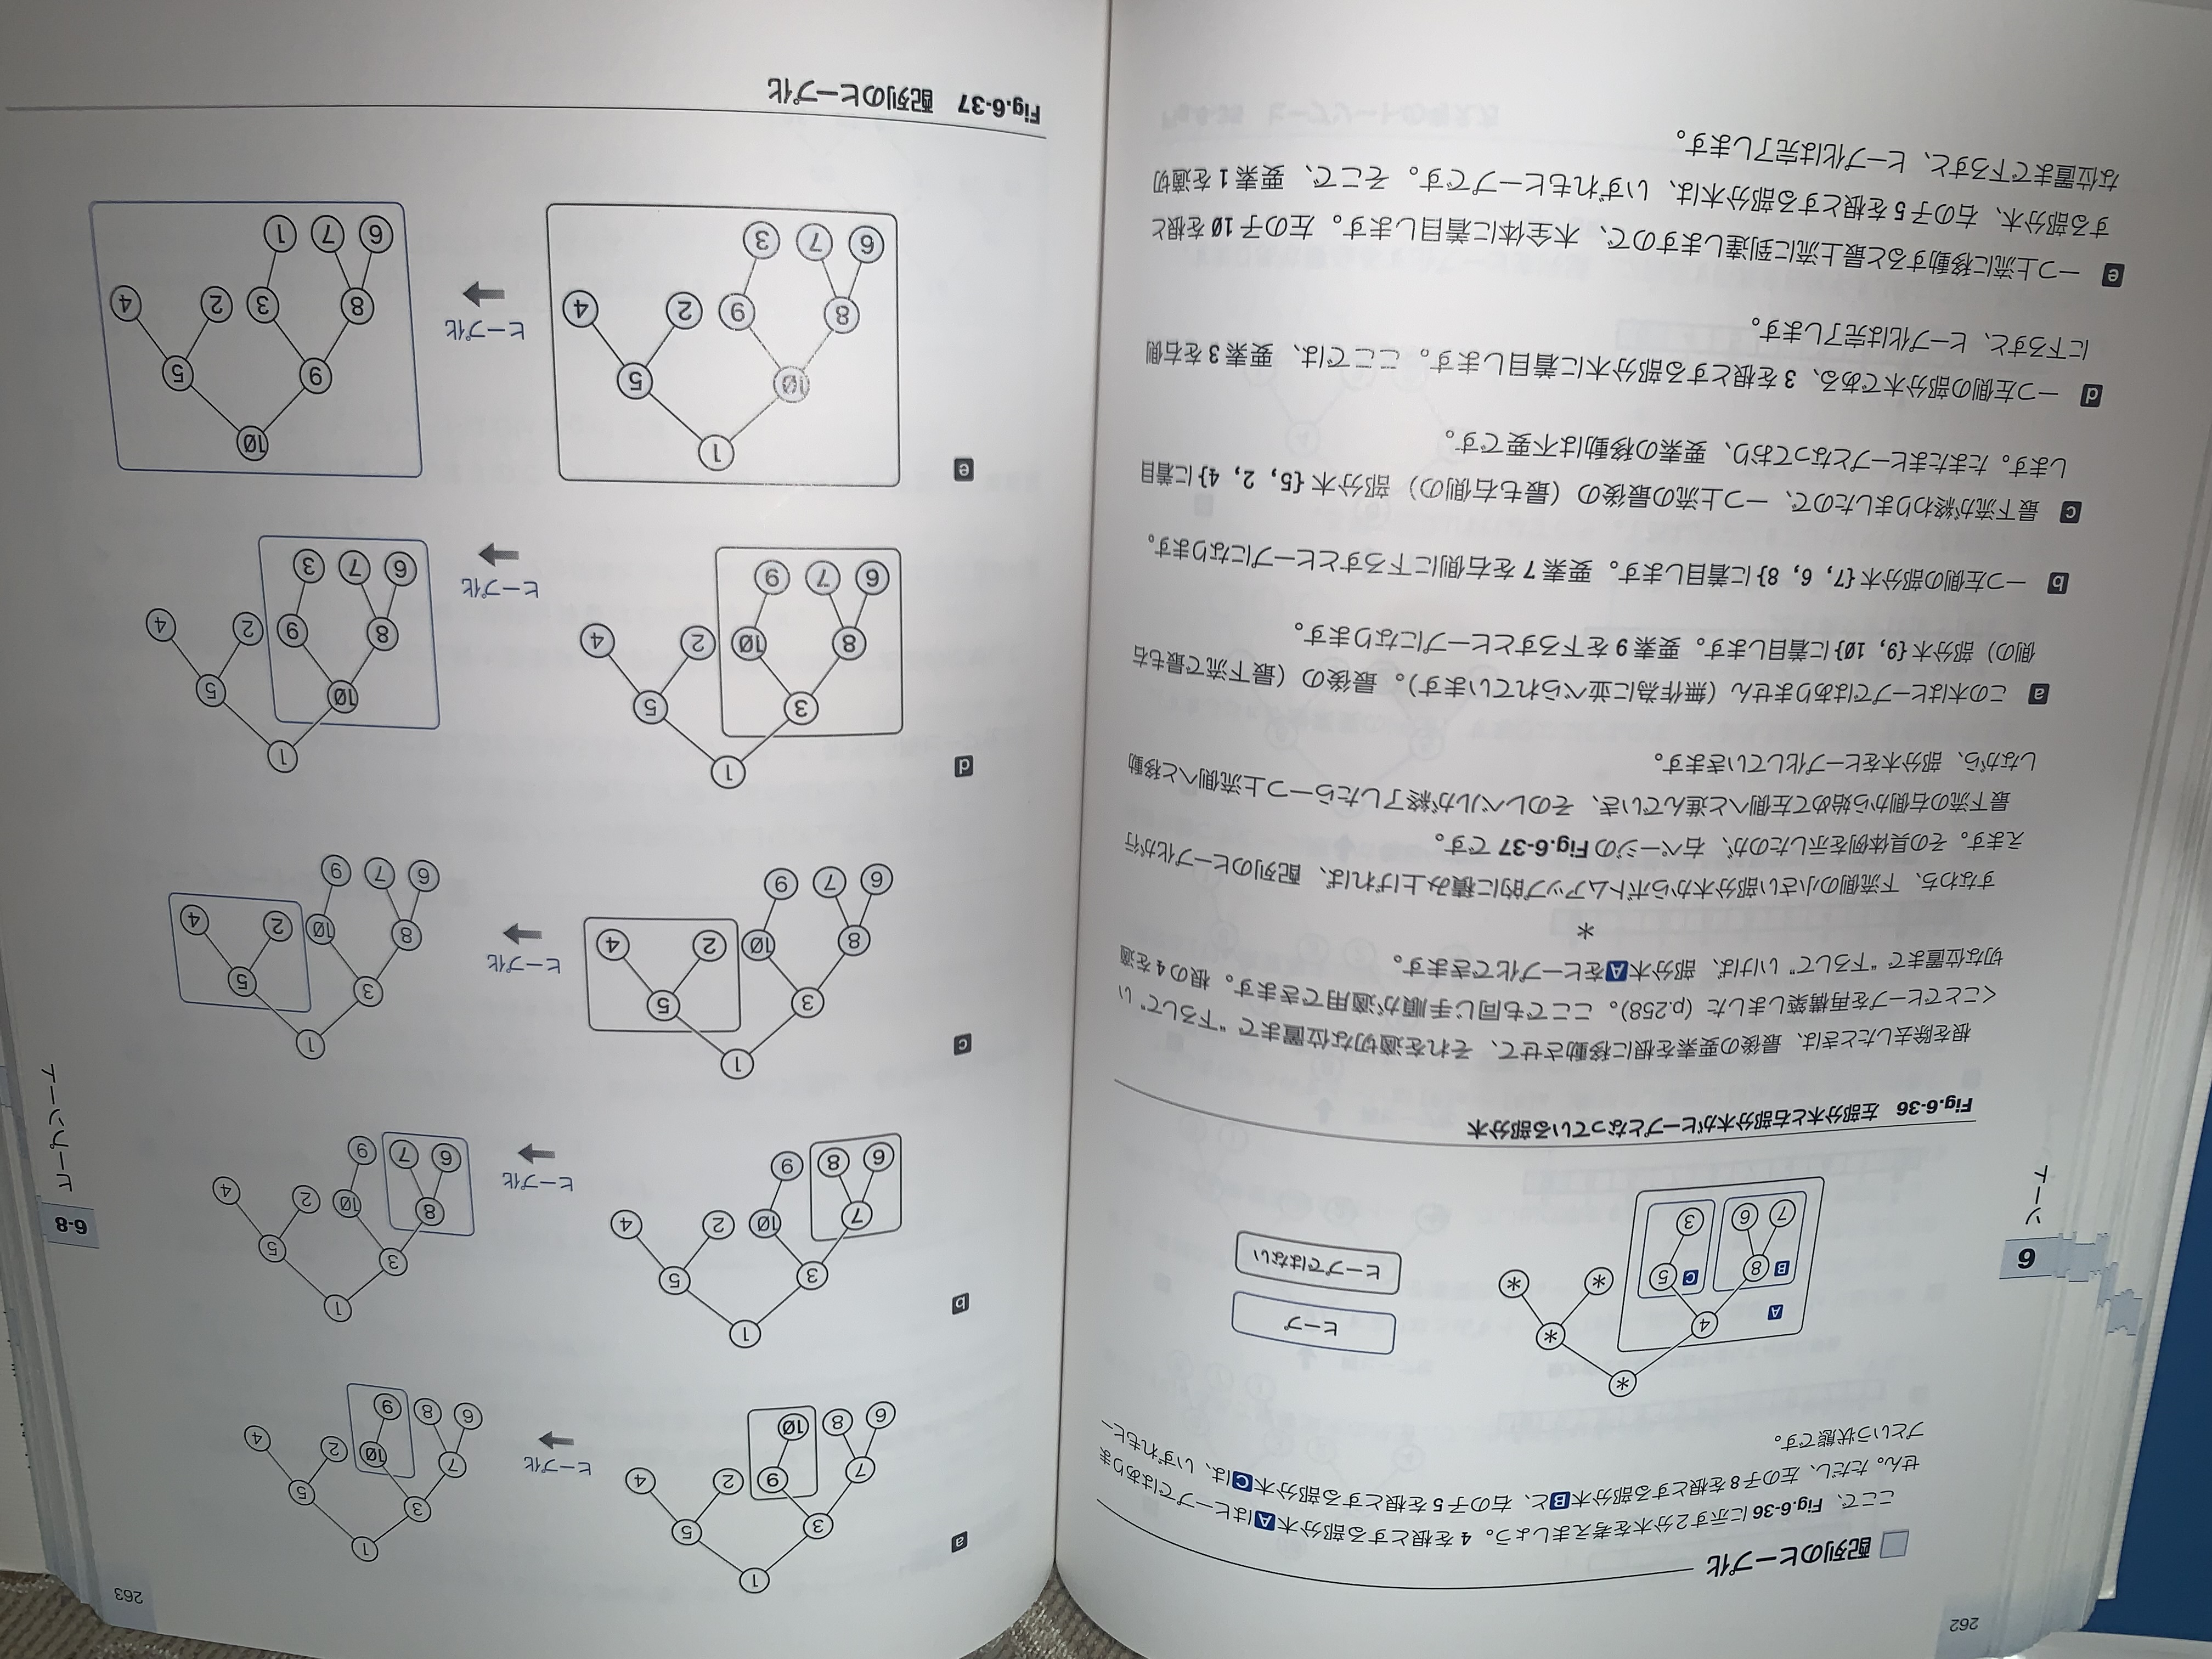 262
配列のヒープ化
ここで、Fig.6-36 に示す2分木を考えましょう。4 を根とする部分木Aはヒープではありま
せん。ただし、左の子 8 を根とする部分木Bと、右の子 5 を根とする部分木Cは、いずれもヒー
プという状態です。
*
A 4 *
B 8 C 5 * *
7 6 3
ヒープ
ヒープではない
Fig.6-36 左部分木と右部分木がヒープとなっている部分木
根を除去したときは、最後の要素を根に移動させて、それを適切な位置まで“下ろして”い
くことでヒープを再構築しました(p.258)。ここでも同じ手順が適用できます。根の 4 を適
切な位置まで“下ろして”いけば、部分木Aをヒープ化できます。
*
すなわち、下流側の小さい部分木からボトムアップ的に積み上げれば、配列のヒープ化が行
えます。その具体例を示したのが、右ページの Fig.6-37 です。
最下流の右側から始めて左側へと進んでいき、そのレベルが終了したら一つ上流側へと移動
しながら、部分木をヒープ化していきます。
a この木はヒープではありません(無作為に並べられています)。最後の(最下流で最も右
側の)部分木 {9, 10} に着目します。要素 9 を下ろすとヒープになります。
b 一つ左側の部分木 {7, 6, 8} に着目します。要素 7 を右側に下ろすとヒープになります。
c 最下流が終わりましたので、一つ上流の最後の(最も右側の)部分木 {5, 2, 4} に着目
します。たまたまヒープとなっており、要素の移動は不要です。
d 一つ左側の部分木である、3 を根とする部分木に着目します。ここでは、要素 3 を右側
に下ろすと、ヒープ化は完了します。
e 一つ上流に移動すると最上流に到達しますので、木全体に着目します。左の子 10 を根と
する部分木、右の子 5 を根とする部分木は、いずれもヒープです。そこで、要素 1 を適切
な位置まで下ろすと、ヒープ化は完了します。
6
ソート
263
a
1
3 5
7 9 2 4
6 8 10
ヒープ化
1
3 5
7 10 2 4
6 8 9
b
1
3 5
7 10 2 4
6 8 9
ヒープ化
1
3 5
8 10 2 4
6 7 9
c
1
3 5
8 10 2 4
6 7 9
ヒープ化
1
3 5
8 10 2 4
6 7 9
d
1
3 5
8 10 2 4
6 7 9
ヒープ化
1
10 5
8 9 2 4
6 7 3
e
1
10 5
8 9 2 4
6 7 3
ヒープ化
10
9 5
8 3 2 4
6 7 1
Fig.6-37 配列のヒープ化
6-8
ヒープソート